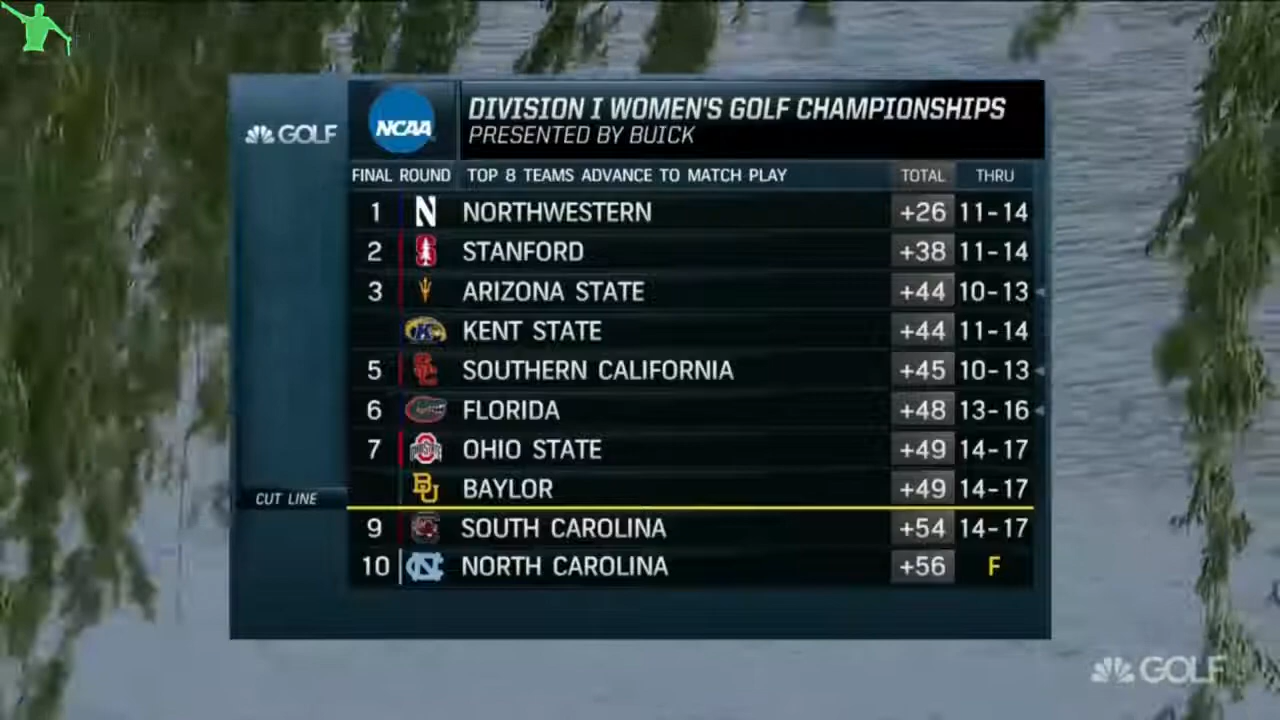 GOLF
NCAA
DIVISION I WOMEN'S GOLF CHAMPIONSHIPS
PRESENTED BY BUICK
FINAL ROUND TOP 8 TEAMS ADVANCE TO MATCH PLAY TOTAL THRU
1 N NORTHWESTERN +26 11-14
2 STANFORD +38 11-14
3 ARIZONA STATE +44 10-13
KENT STATE +44 11-14
5 SC SOUTHERN CALIFORNIA +45 10-13
6 FLORIDA +48 13-16
7 OHIO STATE +49 14-17
BU BAYLOR +49 14-17
CUT LINE
9 SOUTH CAROLINA +54 14-17
10 NC NORTH CAROLINA +56 F
GOLF